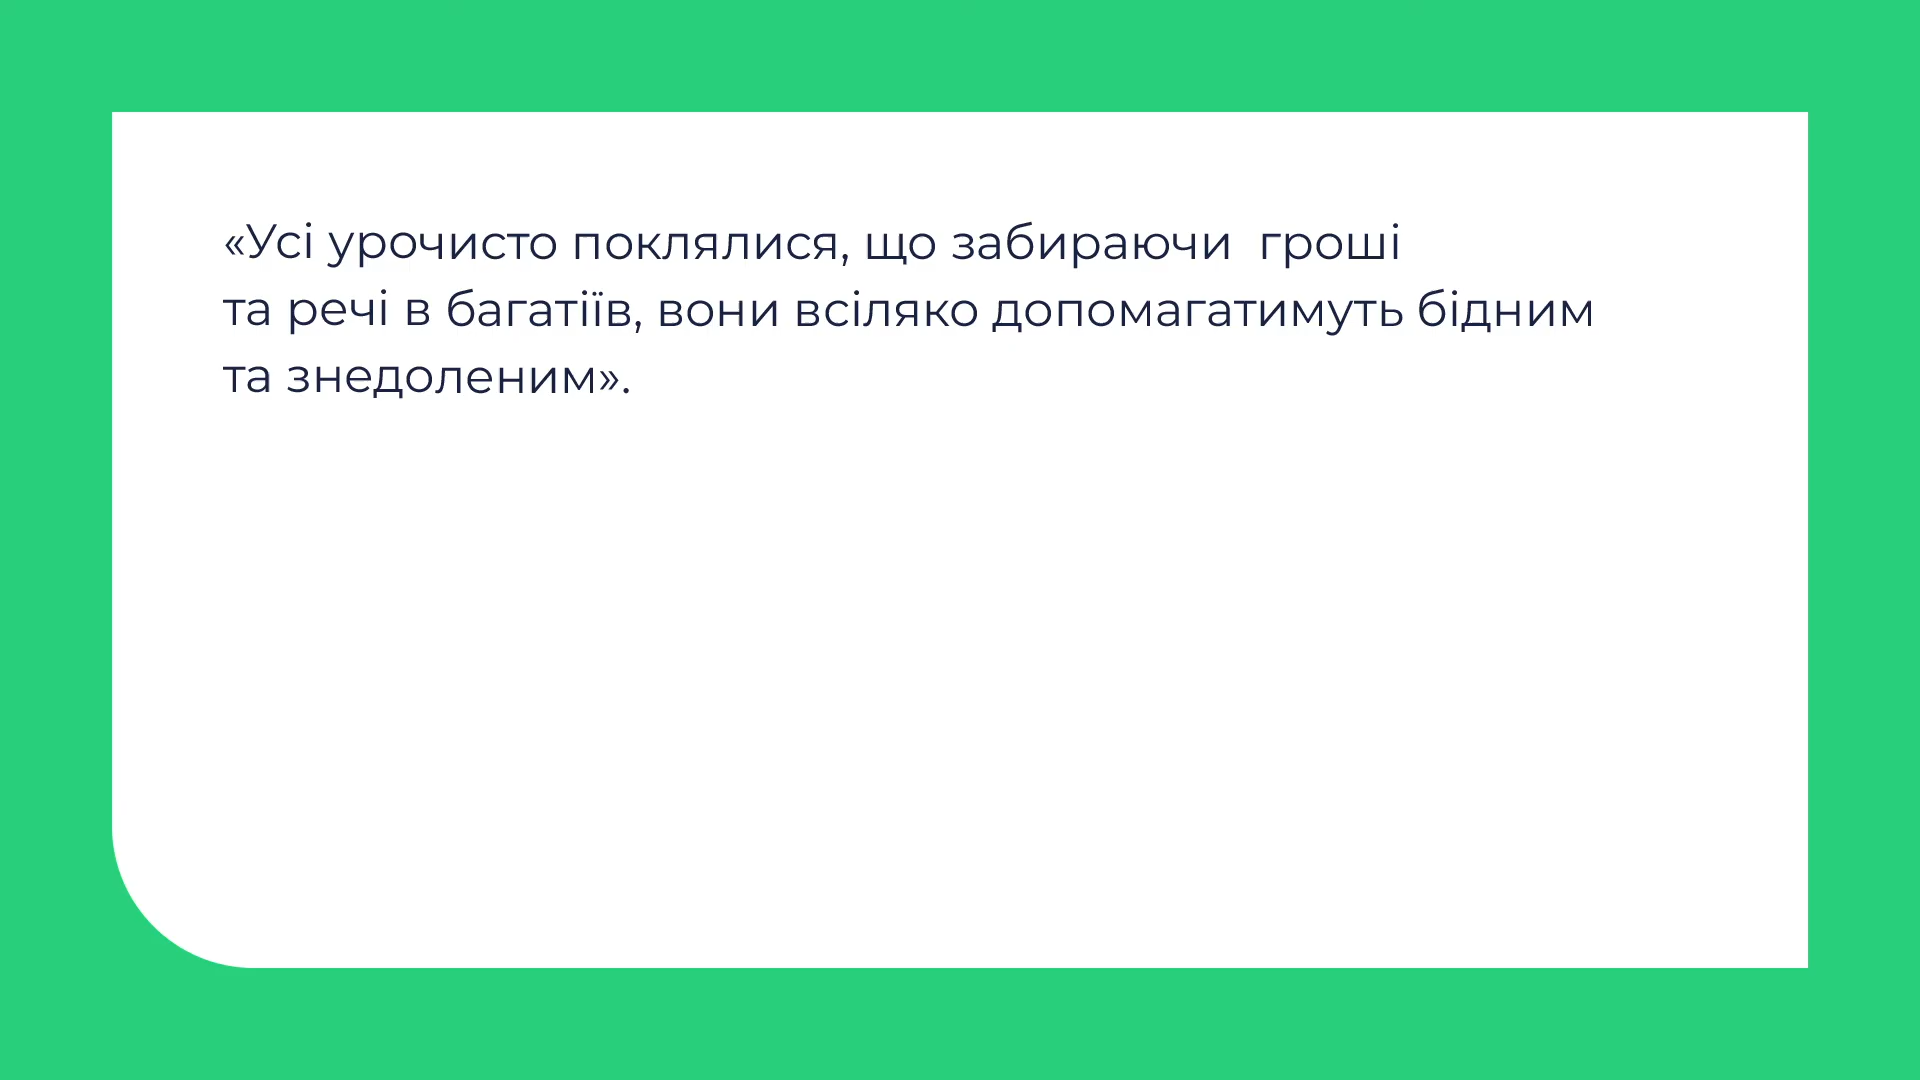 «Усі урочисто поклялися, що забираючи  гроші
та речі в багатіїв, вони всіляко допомагатимуть бідним
та знедоленим».